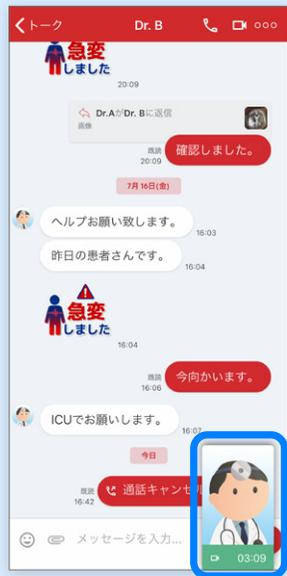 トーク
Dr. B
急変
しました
20:09
Dr.AがDr. Bに返信
画像
確認しました。
既読
20:09
7月16日(金)
ヘルプお願い致します。
16:03
昨日の患者さんです。
16:04
急変
しました
16:04
今向かいます。
既読
16:06
ICUでお願いします。
16:07
今日
通話キャンセル
既読
16:42
メッセージを入力...
03:09